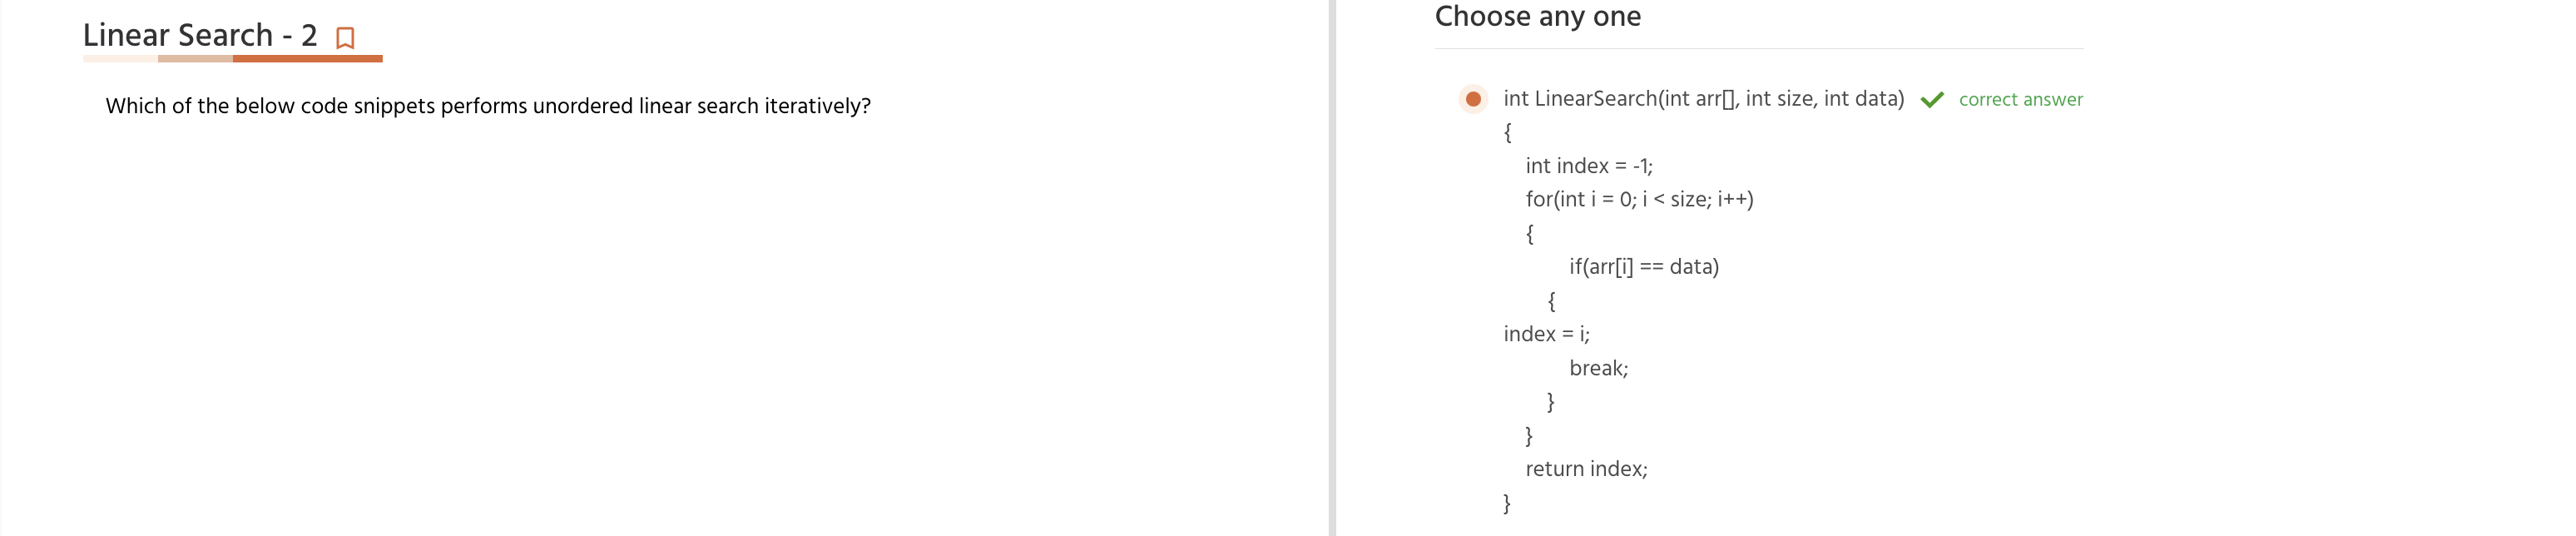 Linear Search - 2
Which of the below code snippets performs unordered linear search iteratively?
Choose any one
int LinearSearch(int arr[], int size, int data) correct answer
{
int index = -1;
for(int i = 0; i < size; i++)
{
if(arr[i] == data)
{
index = i;
break;
}
}
return index;
}